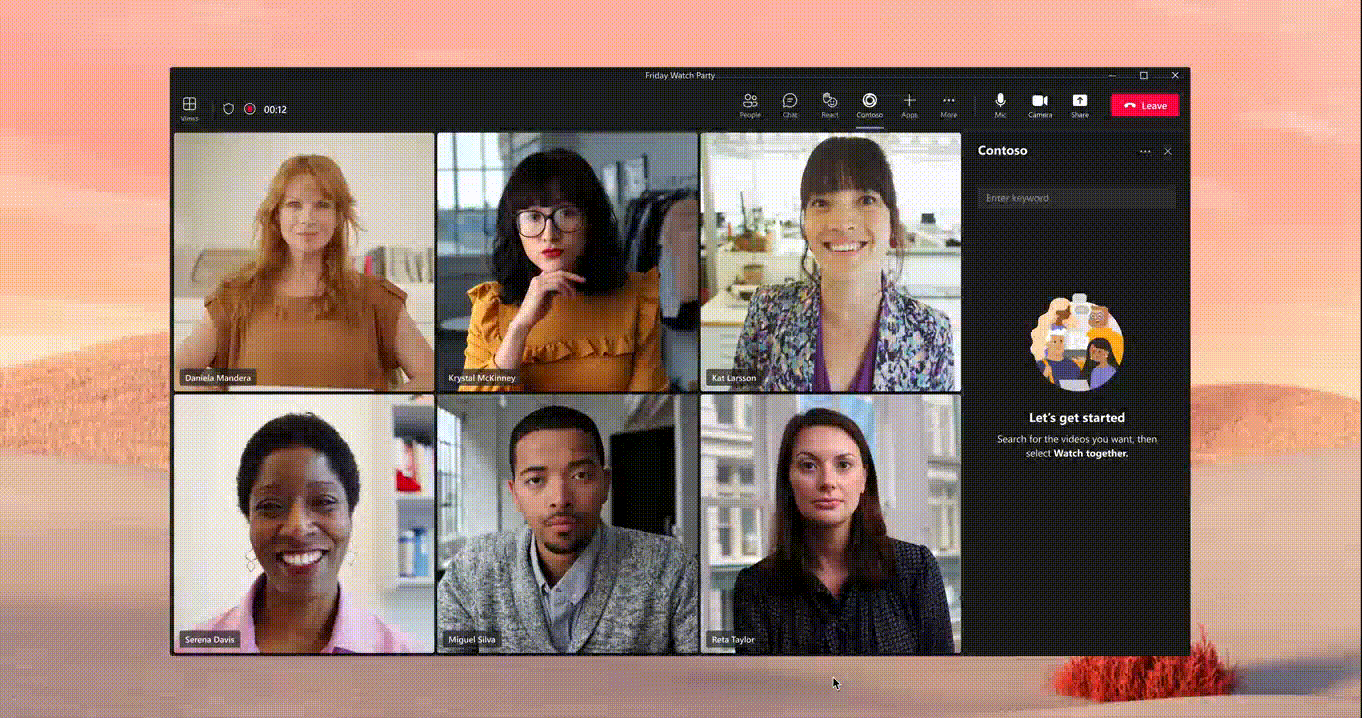 Friday Watch Party
Views
00:12
People
Chat
React
Contoso
Apps
More
Mic
Camera
Share
Leave
Contoso
Enter keyword
Daniela Mandera
Krystal McKinney
Kat Larsson
Let's get started
Search for the videos you want, then
select Watch together.
Serena Davis
Miguel Silva
Reta Taylor